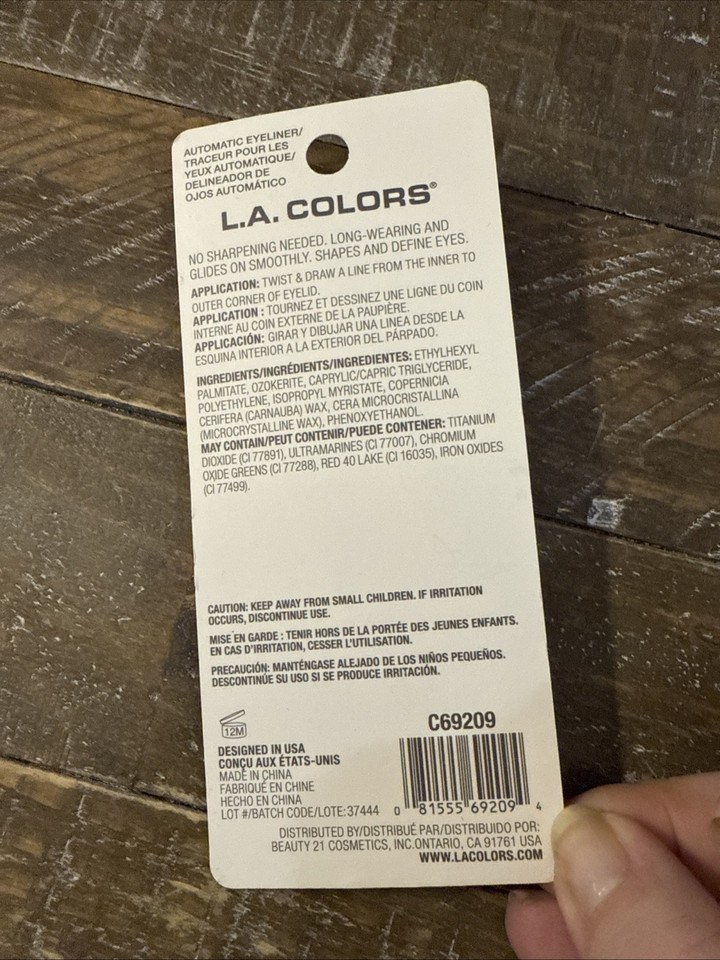 AUTOMATIC EYELINER/
TRACEUR POUR LES
YEUX AUTOMATIQUE/
DELINEADOR DE
OJOS AUTOMÁTICO
L.A. COLORS®
NO SHARPENING NEEDED. LONG-WEARING AND
GLIDES ON SMOOTHLY. SHAPES AND DEFINE EYES.
APPLICATION: TWIST & DRAW A LINE FROM THE INNER TO
OUTER CORNER OF EYELID.
APPLICATION : TOURNEZ ET DESSINEZ UNE LIGNE DU COIN
INTERNE AU COIN EXTERNE DE LA PAUPIÈRE.
APPLICACIÓN: GIRAR Y DIBUJAR UNA LINEA DESDE LA
ESQUINA INTERIOR A LA EXTERIOR DEL PÁRPADO.
INGREDIENTS/INGRÉDIENTS/INGREDIENTES: ETHYLHEXYL
PALMITATE, OZOKERITE, CAPRYLIC/CAPRIC TRIGLYCERIDE,
POLYETHYLENE, ISOPROPYL MYRISTATE, COPERNICIA
CERIFERA (CARNAUBA) WAX, CERA MICROCRISTALLINA
(MICROCRYSTALLINE WAX), PHENOXYETHANOL.
MAY CONTAIN/PEUT CONTENIR/PUEDE CONTENER: TITANIUM
DIOXIDE (CI 77891), ULTRAMARINES (CI 77007), CHROMIUM
OXIDE GREENS (CI 77288), RED 40 LAKE (CI 16035), IRON OXIDES
(CI 77499).
CAUTION: KEEP AWAY FROM SMALL CHILDREN. IF IRRITATION
OCCURS, DISCONTINUE USE.
MISE EN GARDE : TENIR HORS DE LA PORTÉE DES JEUNES ENFANTS.
EN CAS D'IRRITATION, CESSER L'UTILISATION.
PRECAUCIÓN: MANTÉNGASE ALEJADO DE LOS NIÑOS PEQUEÑOS.
DESCONTINÚE SU USO SI SE PRODUCE IRRITACIÓN.
12M
DESIGNED IN USA
CONÇU AUX ÉTATS-UNIS
MADE IN CHINA
FABRIQUÉ EN CHINE
HECHO EN CHINA
LOT #/BATCH CODE/LOTE: 37444
C69209
0 81555 69209 4
DISTRIBUTED BY/DISTRIBUÉ PAR/DISTRIBUIDO POR:
BEAUTY 21 COSMETICS, INC.ONTARIO, CA 91761 USA
WWW.LACOLORS.COM